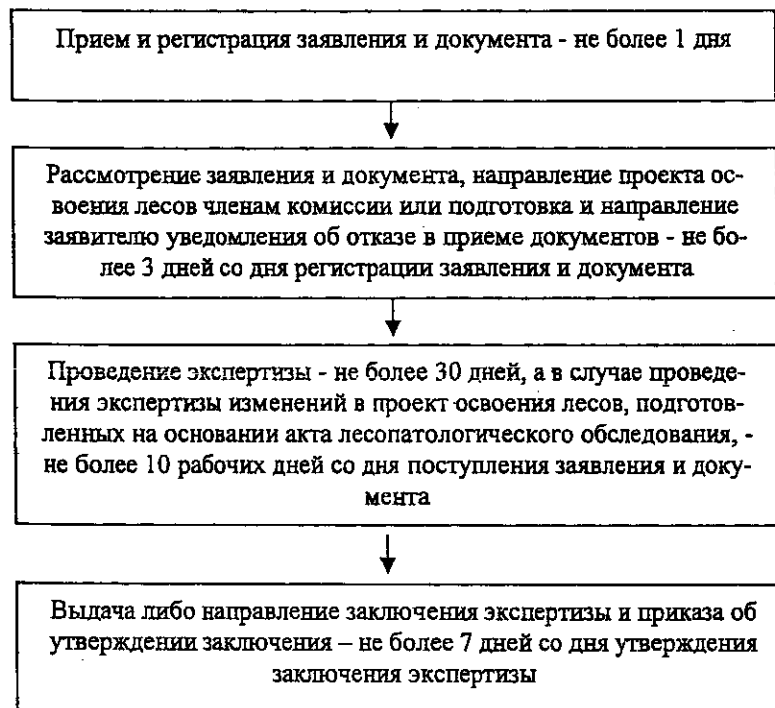 Прием и регистрация заявления и документа - не более 1 дня
Рассмотрение заявления и документа, направление проекта ос-
воения лесов членам комиссии или подготовка и направление
заявителю уведомления об отказе в приеме документов - не бо-
лее 3 дней со дня регистрации заявления и документа
Проведение экспертизы - не более 30 дней, а в случае проведе-
ния экспертизы изменений в проект освоения лесов, подготов-
ленных на основании акта лесопатологического обследования, -
не более 10 рабочих дней со дня поступления заявления и доку-
мента
Выдача либо направление заключения экспертизы и приказа об
утверждении заключения – не более 7 дней со дня утверждения
заключения экспертизы